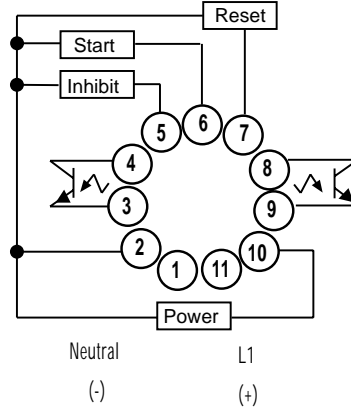 Reset
Start
Inhibit
5 6 7
4 8
3 9
2 10
1 11
Power
Neutral L1
(-) (+)